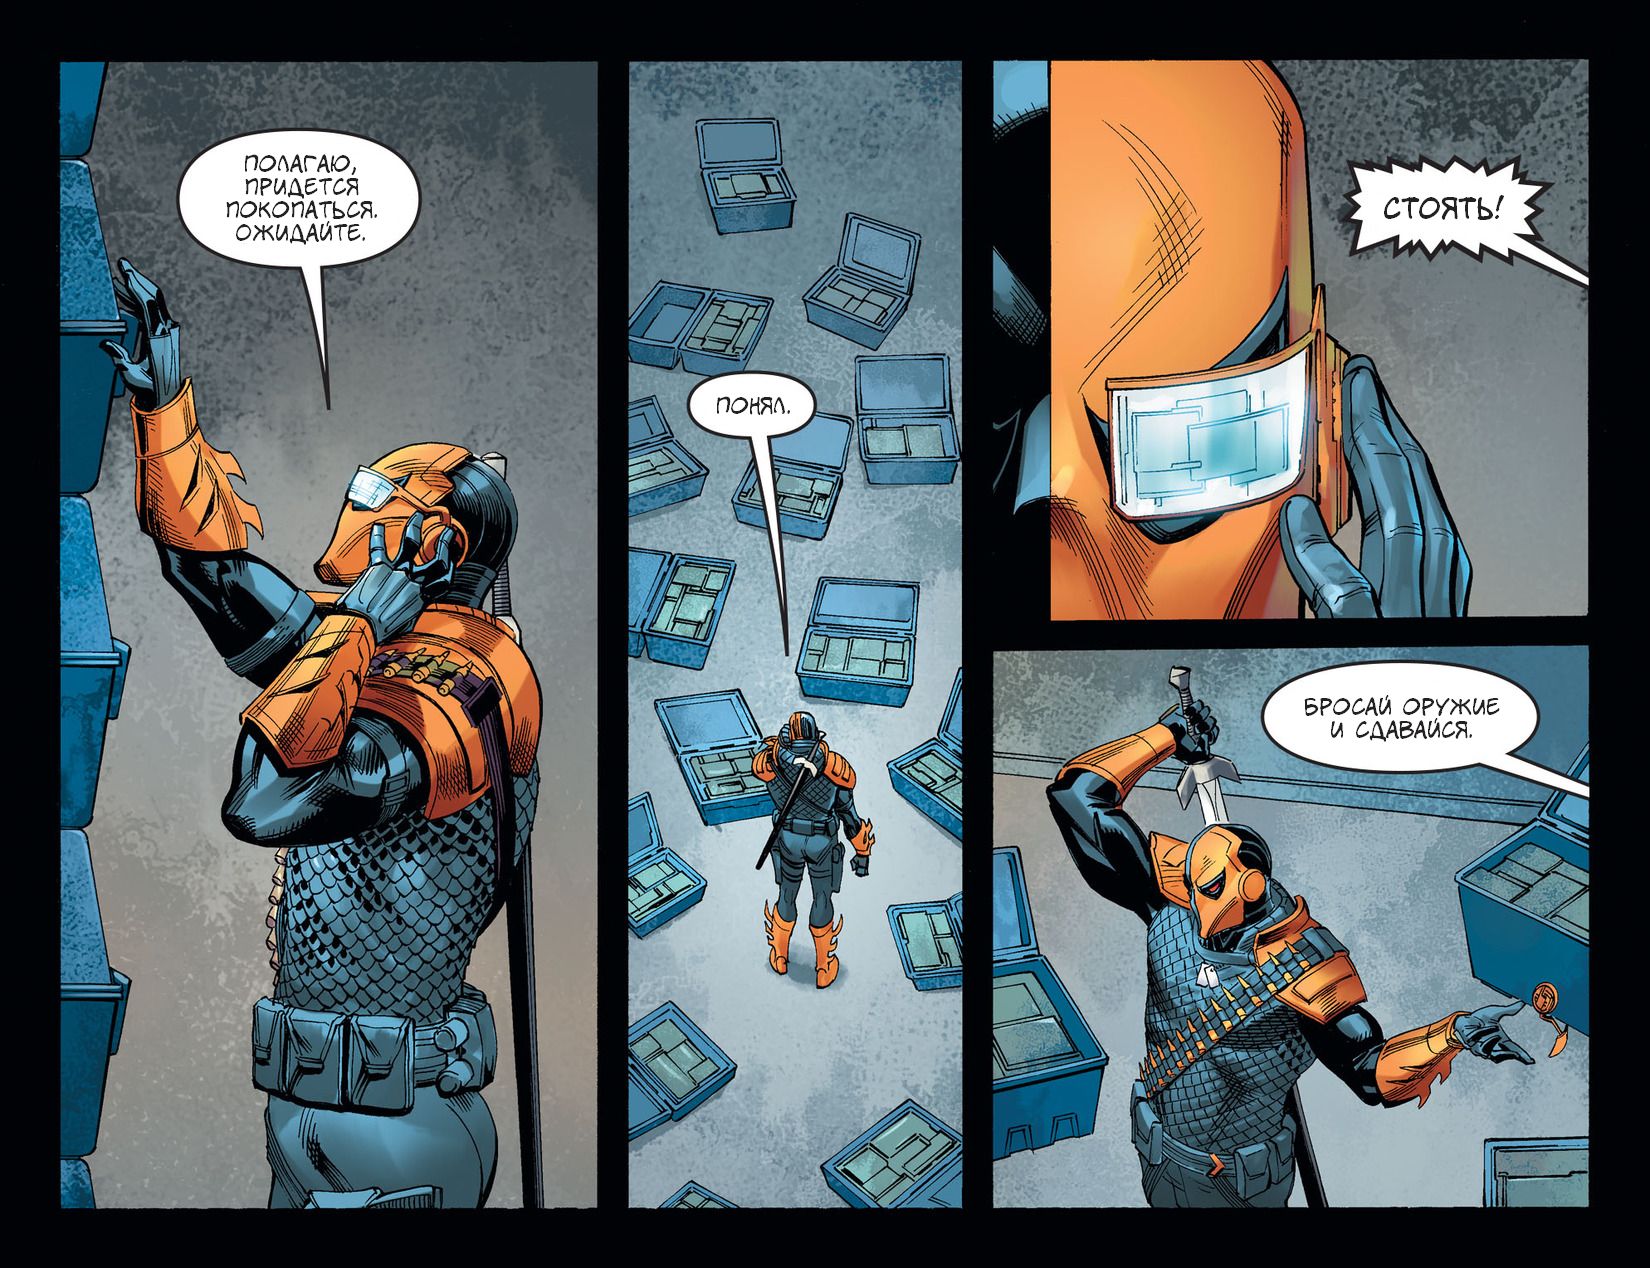 ПОЛАГАЮ,
ПРИДЕТСЯ
ПОКОПАТЬСЯ.
ОЖИДАЙТЕ.
ПОНЯЛ.
СТОЯТЬ!
БРОСАЙ ОРУЖИЕ
И СДАВАЙСЯ.